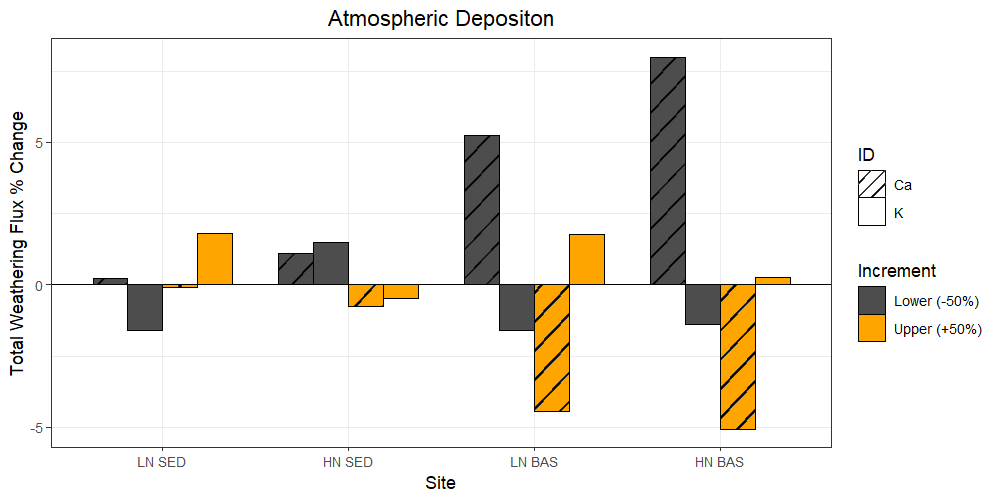 Atmospheric Depositon
Total Weathering Flux % Change
5
0
-5
LN SED
HN SED
LN BAS
HN BAS
Site
ID
Ca
K
Increment
Lower (-50%)
Upper (+50%)